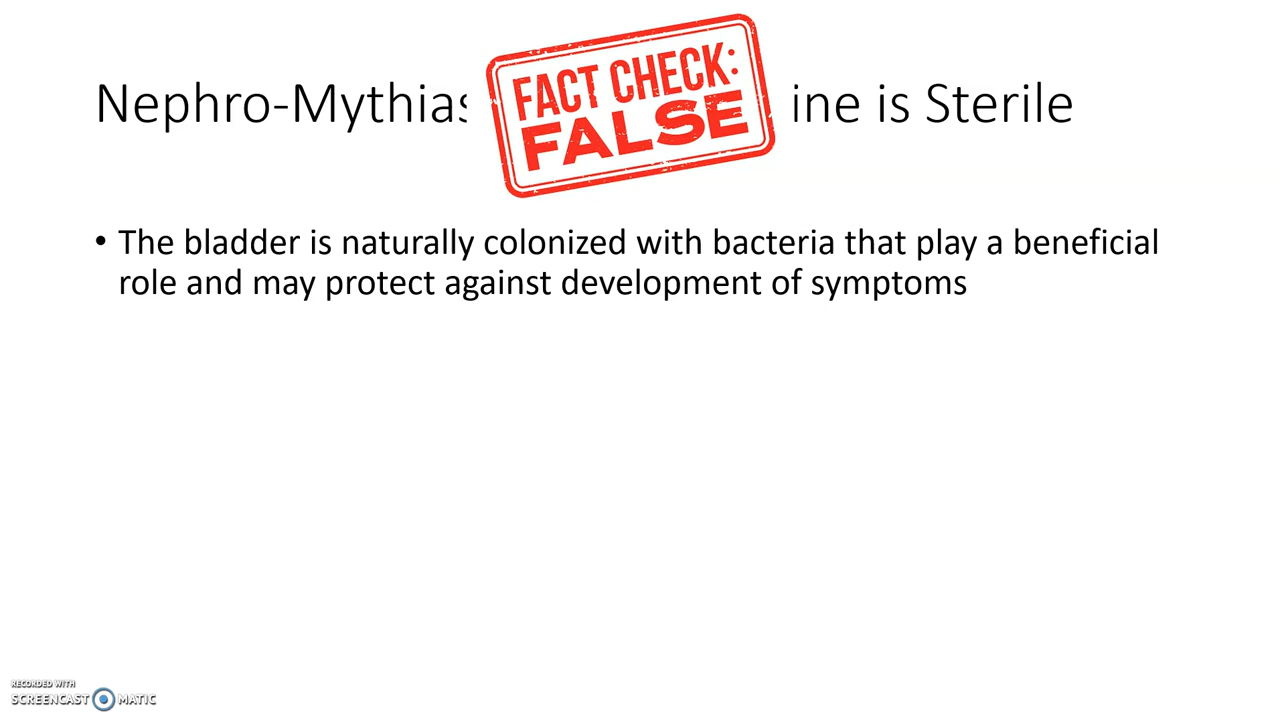 Nephro-Mythias ine is Sterile
FACT CHECK:
FALSE
• The bladder is naturally colonized with bacteria that play a beneficial
role and may protect against development of symptoms
RECORDED WITH
SCREENCAST MATIC